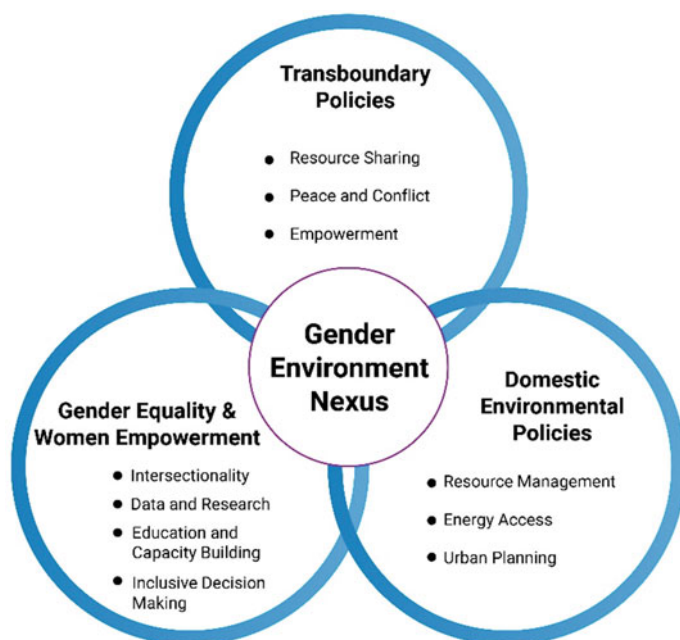 Transboundary
Policies
Resource Sharing
Peace and Conflict
Empowerment
Gender
Environment
Nexus
Gender Equality &
Women Empowerment
Intersectionality
Data and Research
Education and
Capacity Building
Inclusive Decision
Making
Domestic
Environmental
Policies
Resource Management
Energy Access
Urban Planning